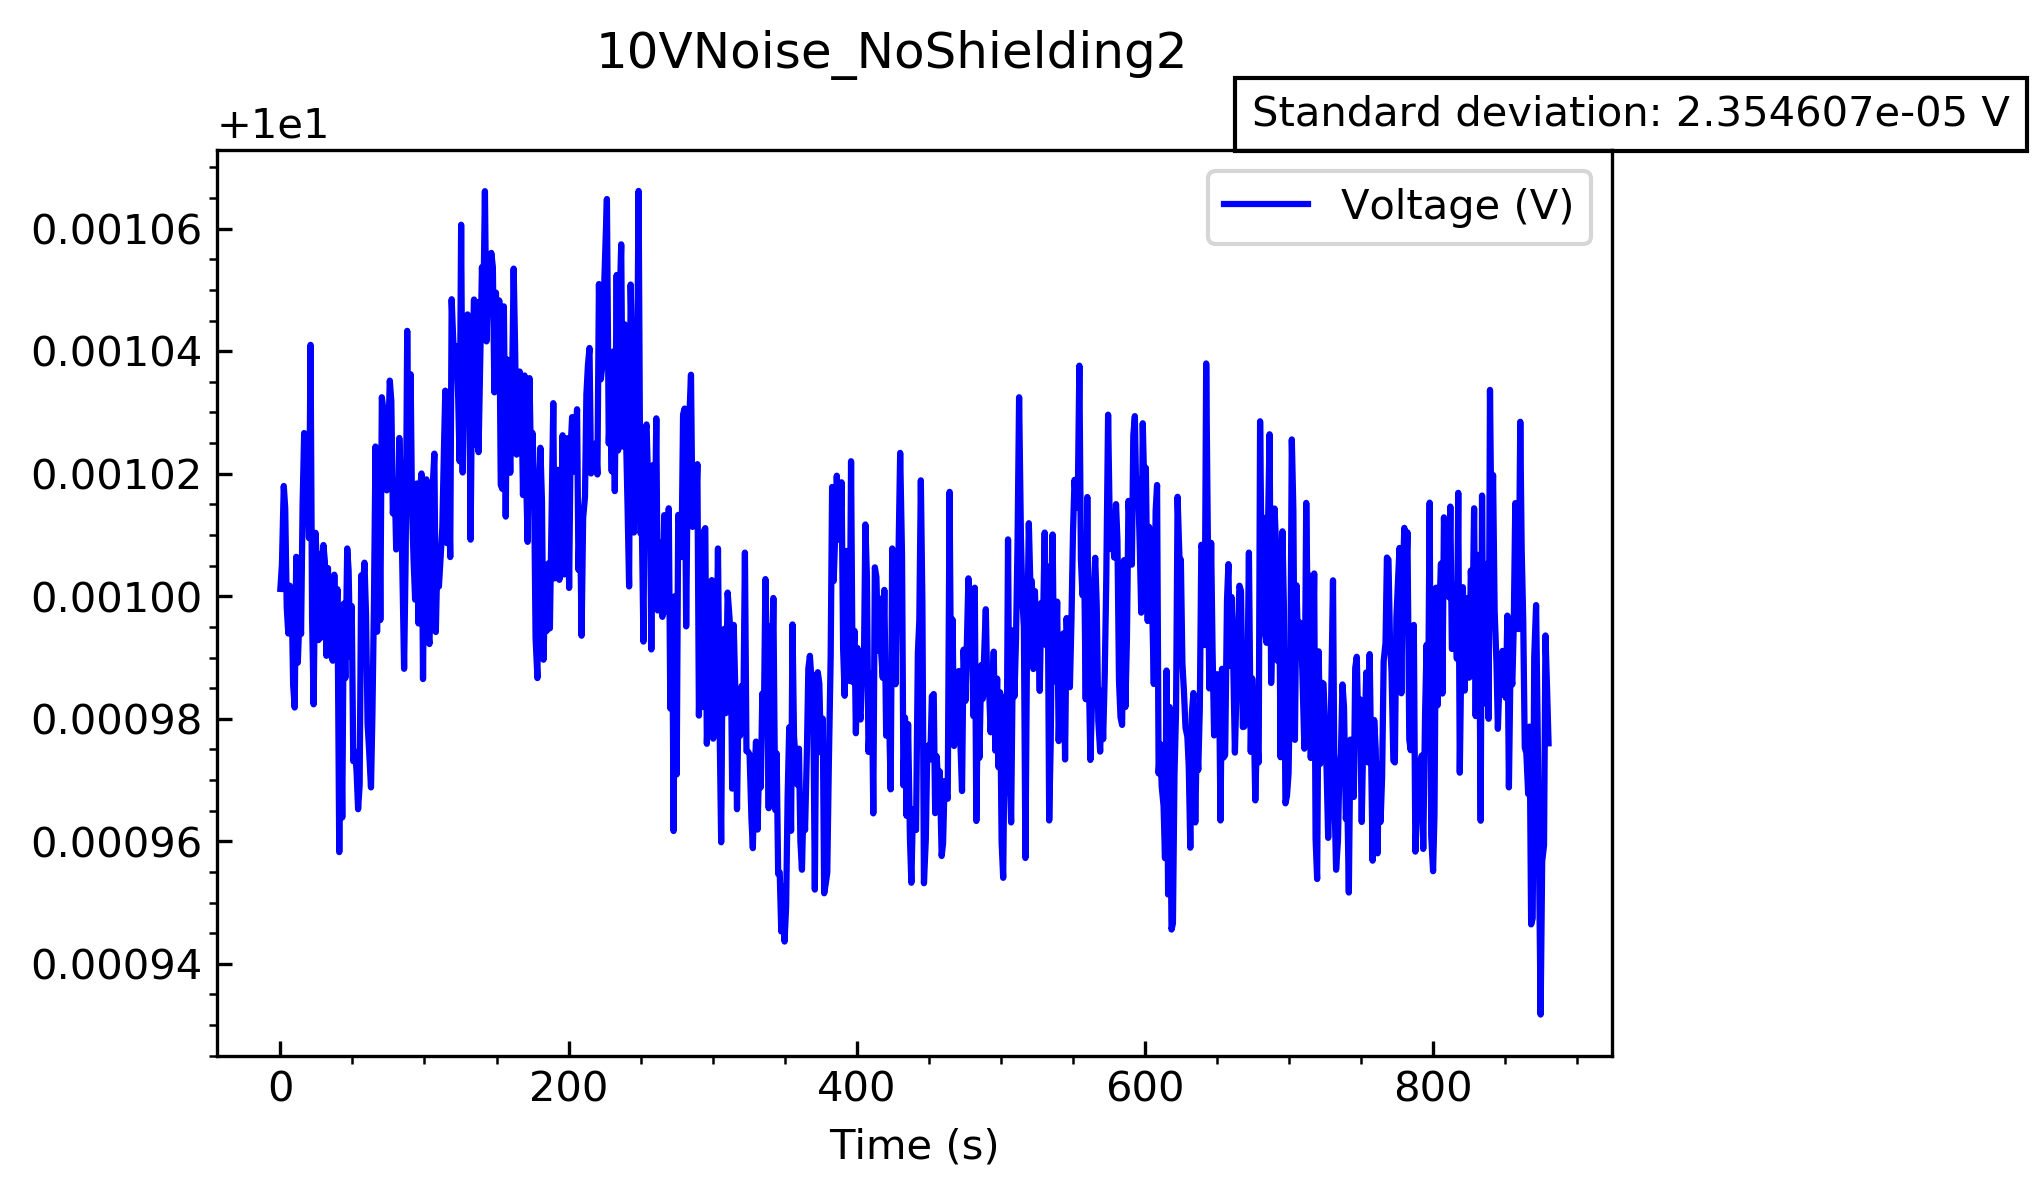 10VNoise_NoShielding2
Standard deviation: 2.354607e-05 V
+1e1
Voltage (V)
0.00106
0.00104
0.00102
0.00100
0.00098
0.00096
0.00094
0 200 400 600 800
Time (s)